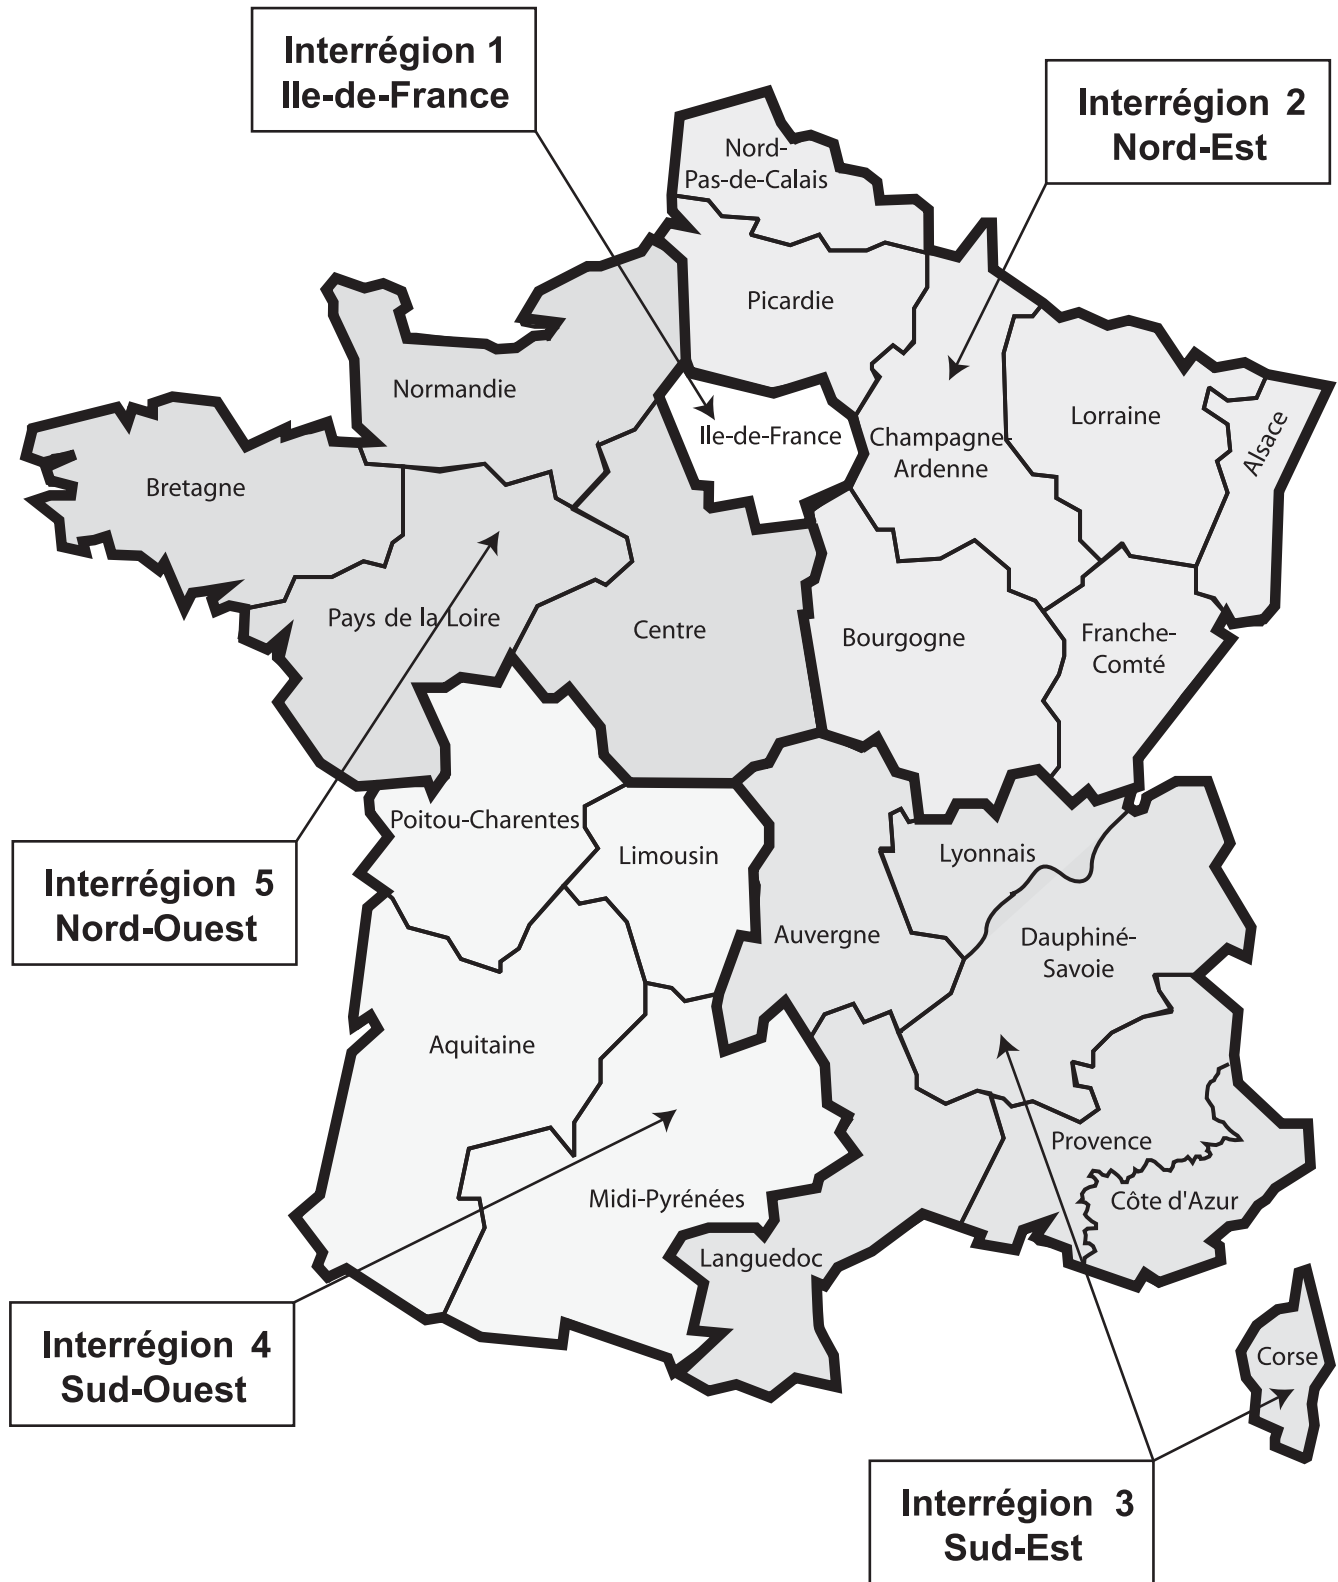 Interrégion 1
Ile-de-France
Interrégion 2
Nord-Est
Nord-
Pas-de-Calais
Picardie
Normandie
Ile-de-France
Champagne-
Ardenne
Lorraine
Alsace
Bretagne
Pays de la Loire
Centre
Bourgogne
Franche-
Comté
Poitou-Charentes
Limousin
Lyonnais
Interrégion 5
Nord-Ouest
Auvergne
Dauphiné-
Savoie
Aquitaine
Provence
Midi-Pyrénées
Côte d'Azur
Languedoc
Interrégion 4
Sud-Ouest
Corse
Interrégion 3
Sud-Est